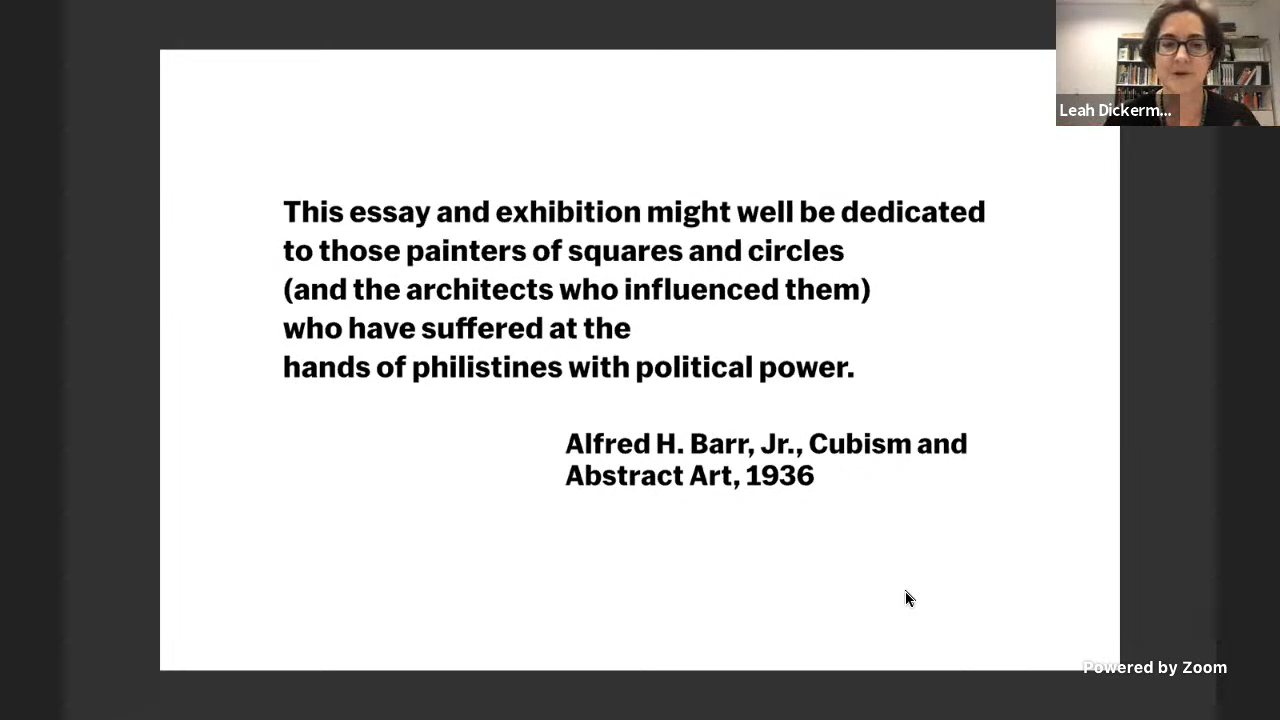 Leah Dickerm...
This essay and exhibition might well be dedicated
to those painters of squares and circles
(and the architects who influenced them)
who have suffered at the
hands of philistines with political power.
Alfred H. Barr, Jr., Cubism and
Abstract Art, 1936
Powered by Zoom